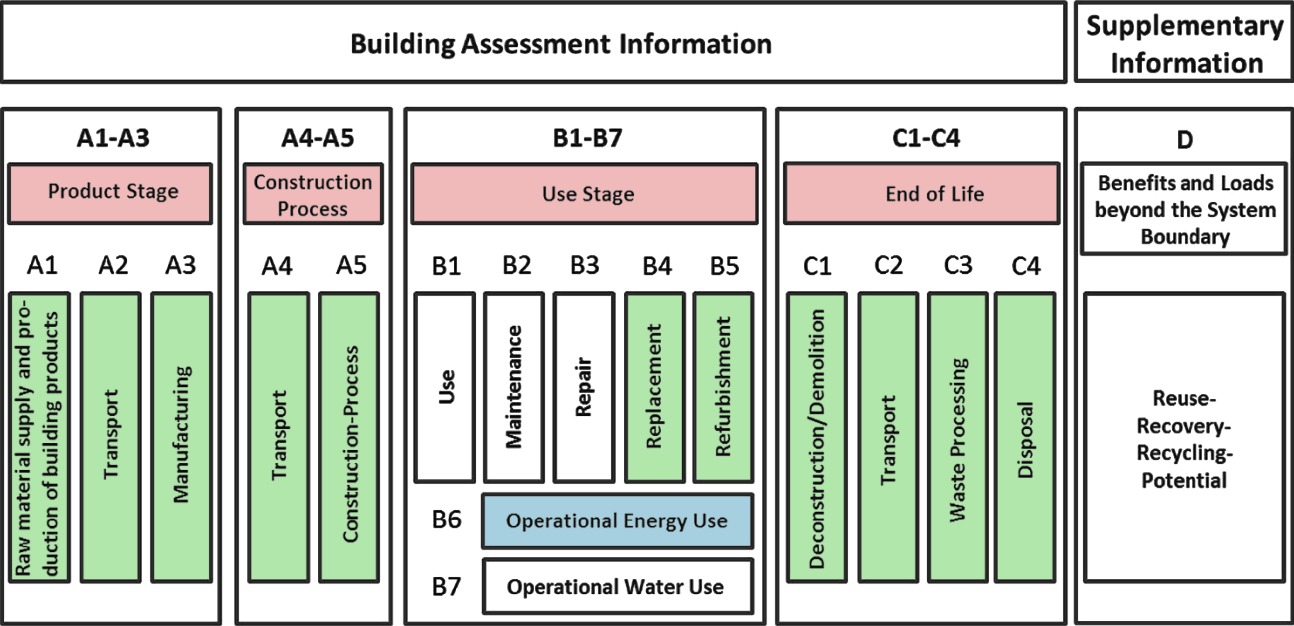 Building Assessment Information
Supplementary
Information
A1-A3
Product Stage
A1
A2
A3
Raw material supply and pro-
duction of building products
Transport
Manufacturing
A4-A5
Construction
Process
A4
A5
Transport
Construction-Process
B1-B7
Use Stage
B1
B2
B3
B4
B5
Use
Maintenance
Repair
Replacement
Refurbishment
B6
Operational Energy Use
B7
Operational Water Use
C1-C4
End of Life
C1
C2
C3
C4
Deconstruction/Demolition
Transport
Waste Processing
Disposal
D
Benefits and Loads
beyond the System
Boundary
Reuse-
Recovery-
Recycling-
Potential